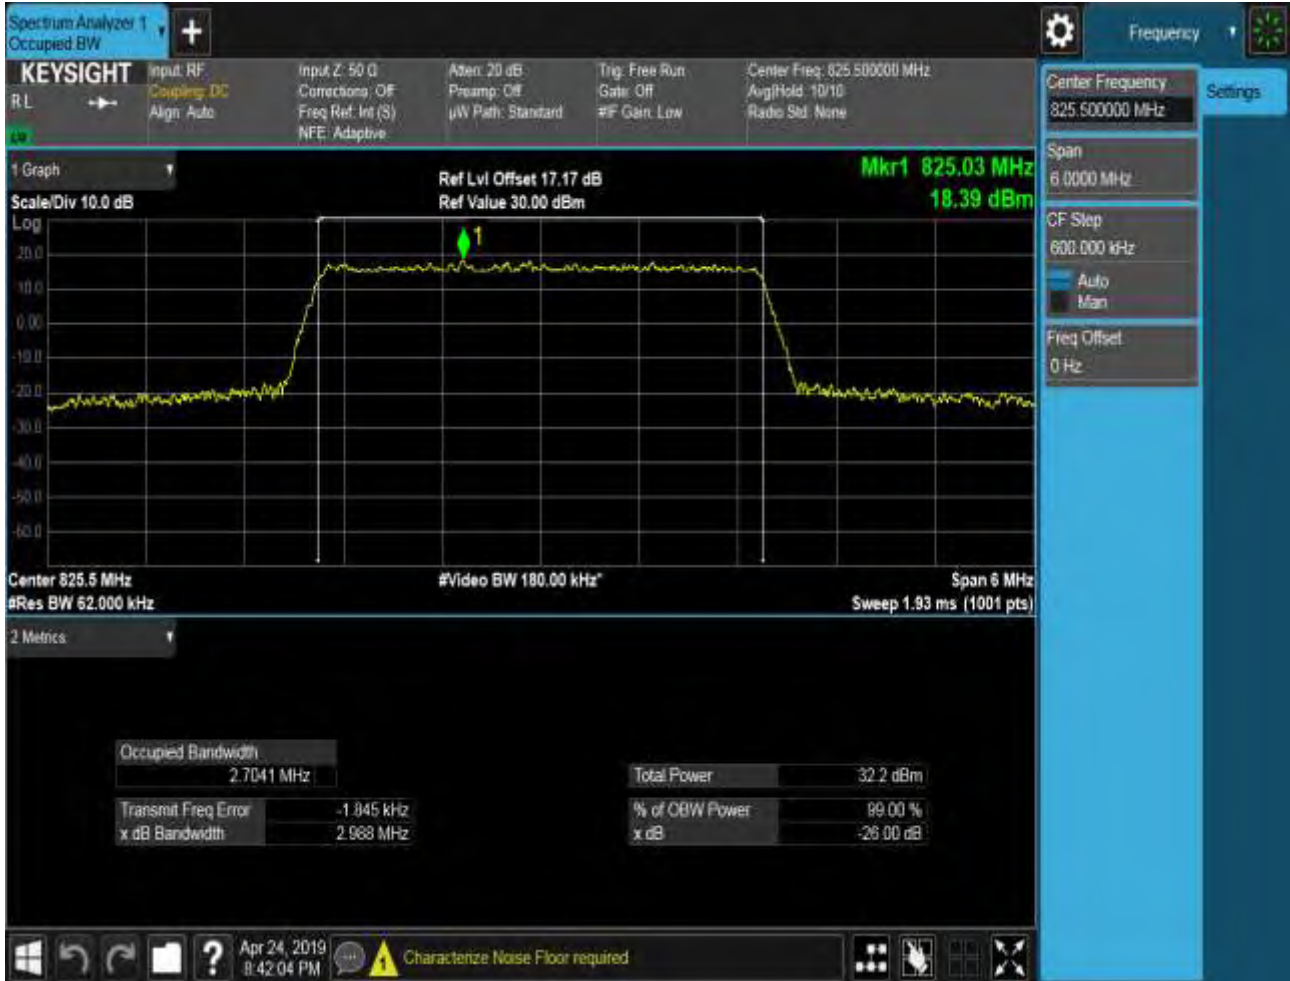 Spectrum Analyzer 1
Occupied BW
Frequency
KEYSIGHT
R L
Input: RF
Coupling: DC
Align: Auto
Input Z: 50 Ω
Corrections: Off
Freq Ref: Int (S)
NFE: Adaptive
Atten: 20 dB
Preamp: Off
µW Path: Standard
Trig: Free Run
Gate: Off
#IF Gain: Low
Center Freq: 825.500000 MHz
Avg|Hold: 10/10
Radio Std: None
Center Frequency
825.500000 MHz
Settings
Span
6.0000 MHz
CF Step
600.000 kHz
Auto
Man
Freq Offset
0 Hz
1 Graph
Scale/Div 10.0 dB
Ref Lvl Offset 17.17 dB
Ref Value 30.00 dBm
Mkr1 825.03 MHz
18.39 dBm
Log
1
20.0
10.0
0.00
-10.0
-20.0
-30.0
-40.0
-50.0
-60.0
Center 825.5 MHz
#Video BW 180.00 kHz*
Span 6 MHz
#Res BW 62.000 kHz
Sweep 1.93 ms (1001 pts)
2 Metrics
Occupied Bandwidth
2.7041 MHz
Total Power 32.2 dBm
Transmit Freq Error -1.845 kHz
% of OBW Power 99.00 %
x dB Bandwidth 2.988 MHz
x dB -26.00 dB
Apr 24, 2019
8:42:04 PM
1
Characterize Noise Floor required